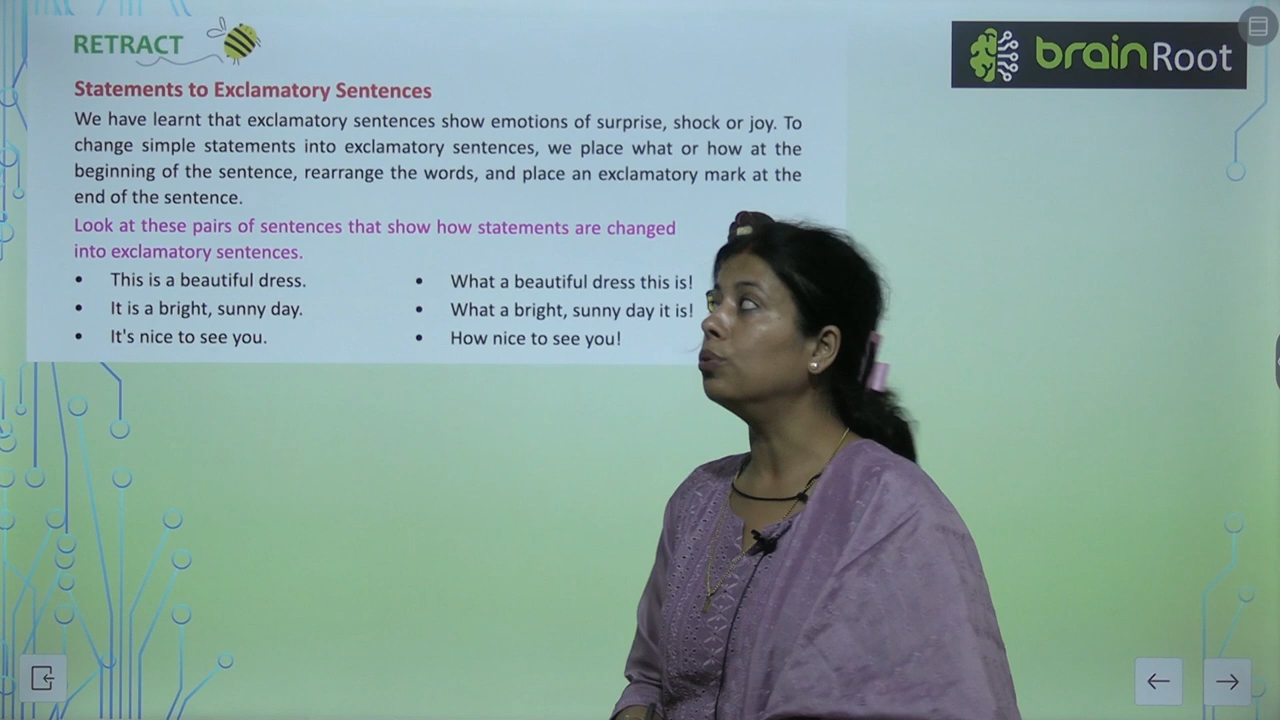 RETRACT
brainRoot
Statements to Exclamatory Sentences
We have learnt that exclamatory sentences show emotions of surprise, shock or joy. To
change simple statements into exclamatory sentences, we place what or how at the
beginning of the sentence, rearrange the words, and place an exclamatory mark at the
end of the sentence.
Look at these pairs of sentences that show how statements are changed
into exclamatory sentences.
• This is a beautiful dress. • What a beautiful dress this is!
• It is a bright, sunny day. • What a bright, sunny day it is!
• It's nice to see you. • How nice to see you!